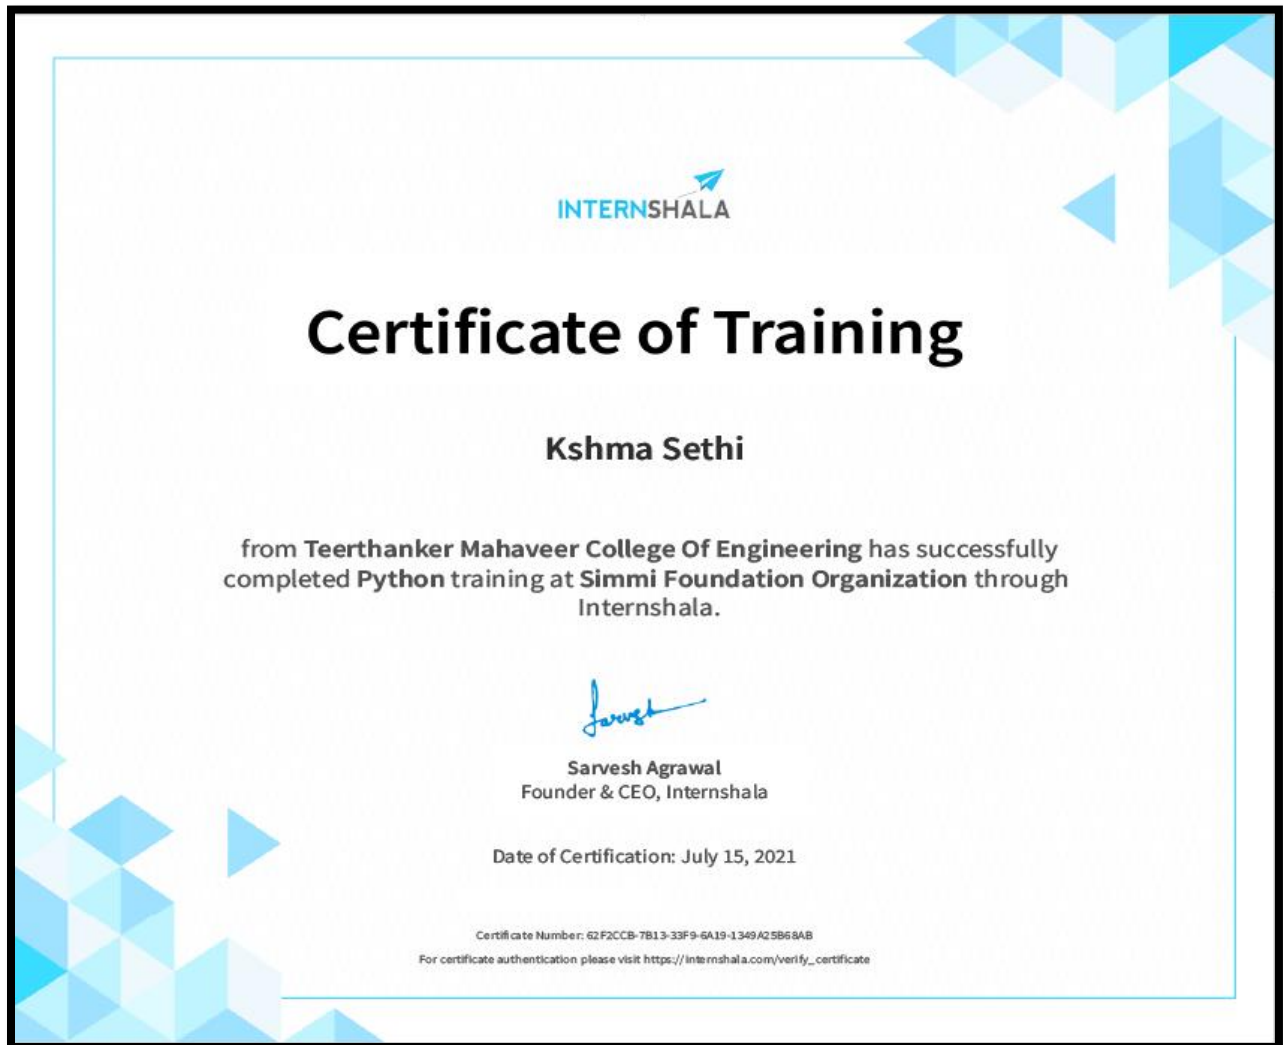 INTERNSHALA
Certificate of Training
Kshma Sethi
from Teerthanker Mahaveer College Of Engineering has successfully
completed Python training at Simmi Foundation Organization through
Internshala.
Sarvesh
Sarvesh Agrawal
Founder & CEO, Internshala
Date of Certification: July 15, 2021
Certificate Number: 62F2CCB-7B13-33F9-6A19-1349A25B68AB
For certificate authentication please visit https://internshala.com/verify_certificate